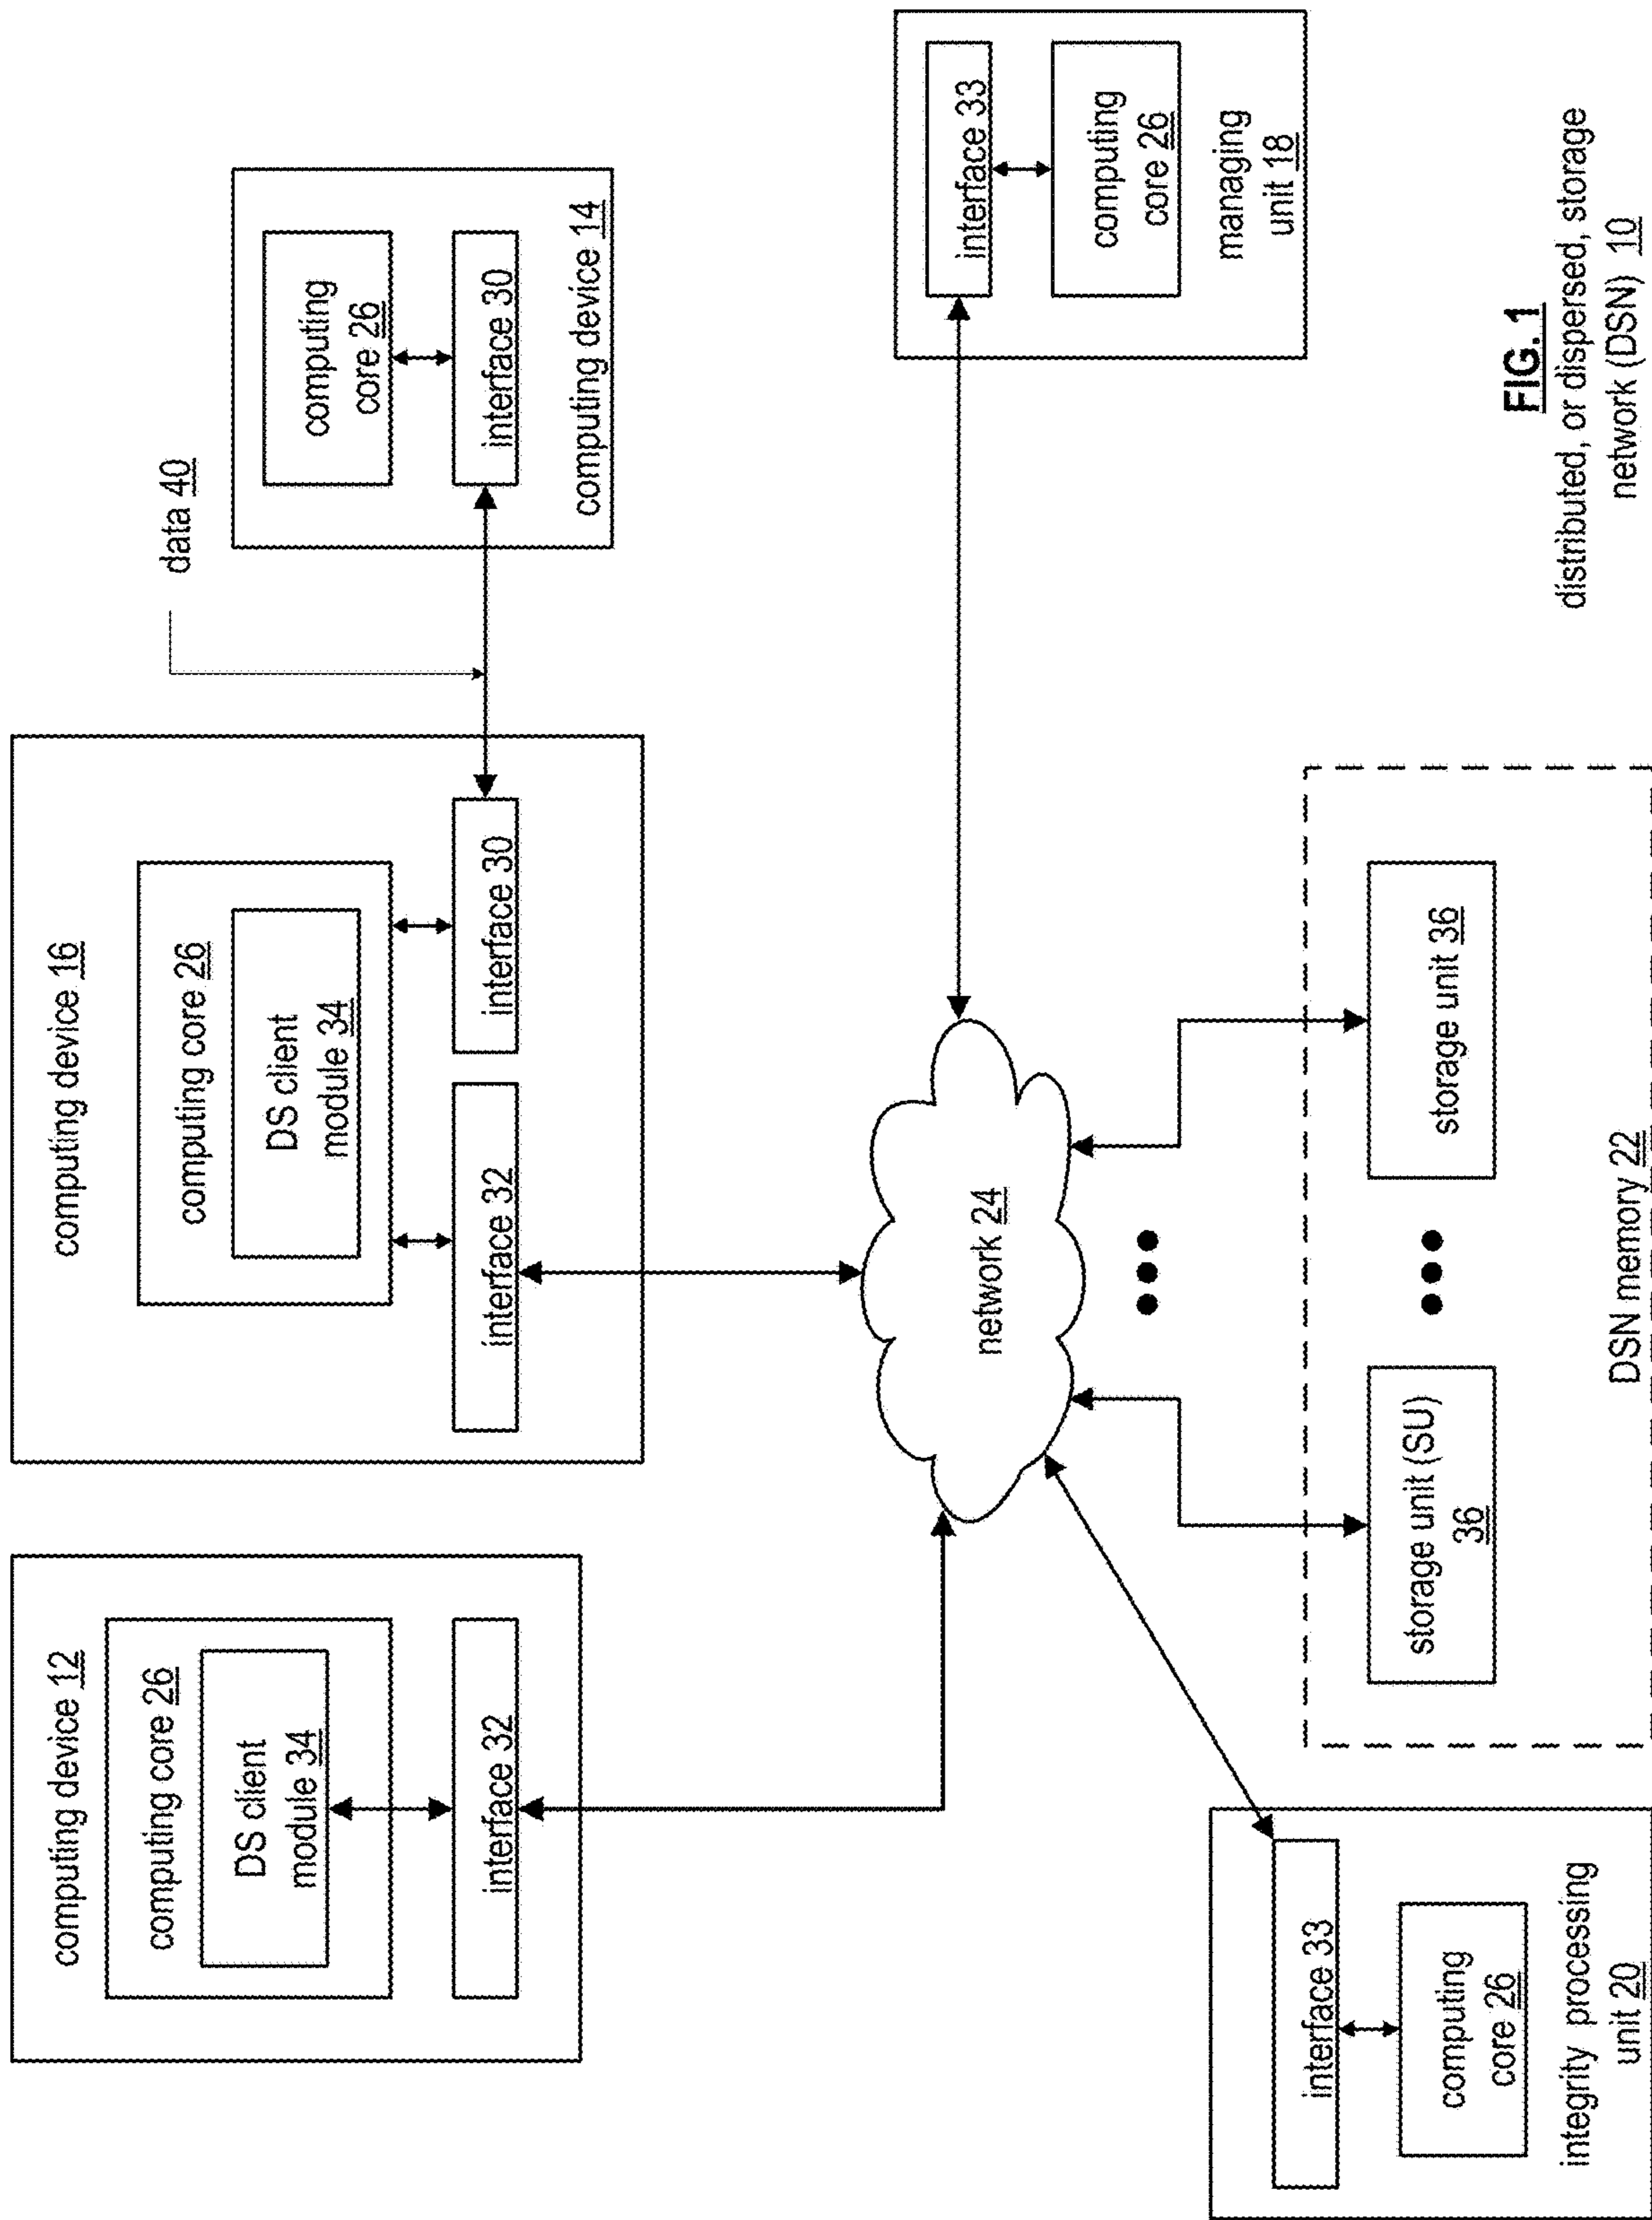 computing device 12
computing core 26
DS client
module 34
interface 32
computing device 16
computing core 26
DS client
module 34
interface 32
interface 30
data 40
computing
core 26
interface 30
computing device 14
network 24
interface 33
computing
core 26
managing
unit 18
interface 33
computing
core 26
integrity processing
unit 20
storage unit (SU)
36
storage unit 36
DSN memory 22
FIG. 1
distributed, or dispersed, storage
network (DSN) 10